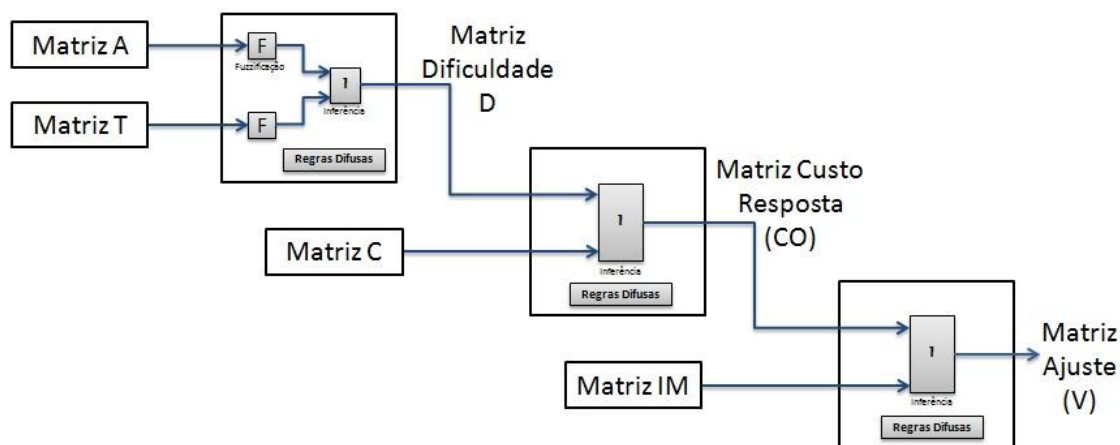 Matriz A
F
Fuzzificação
1
Inferência
Matriz T
F
Regras Difusas
Matriz
Dificuldade
D
Matriz C
1
Inferência
Regras Difusas
Matriz Custo
Resposta
(CO)
Matriz IM
1
Inferência
Regras Difusas
Matriz
Ajuste
(V)